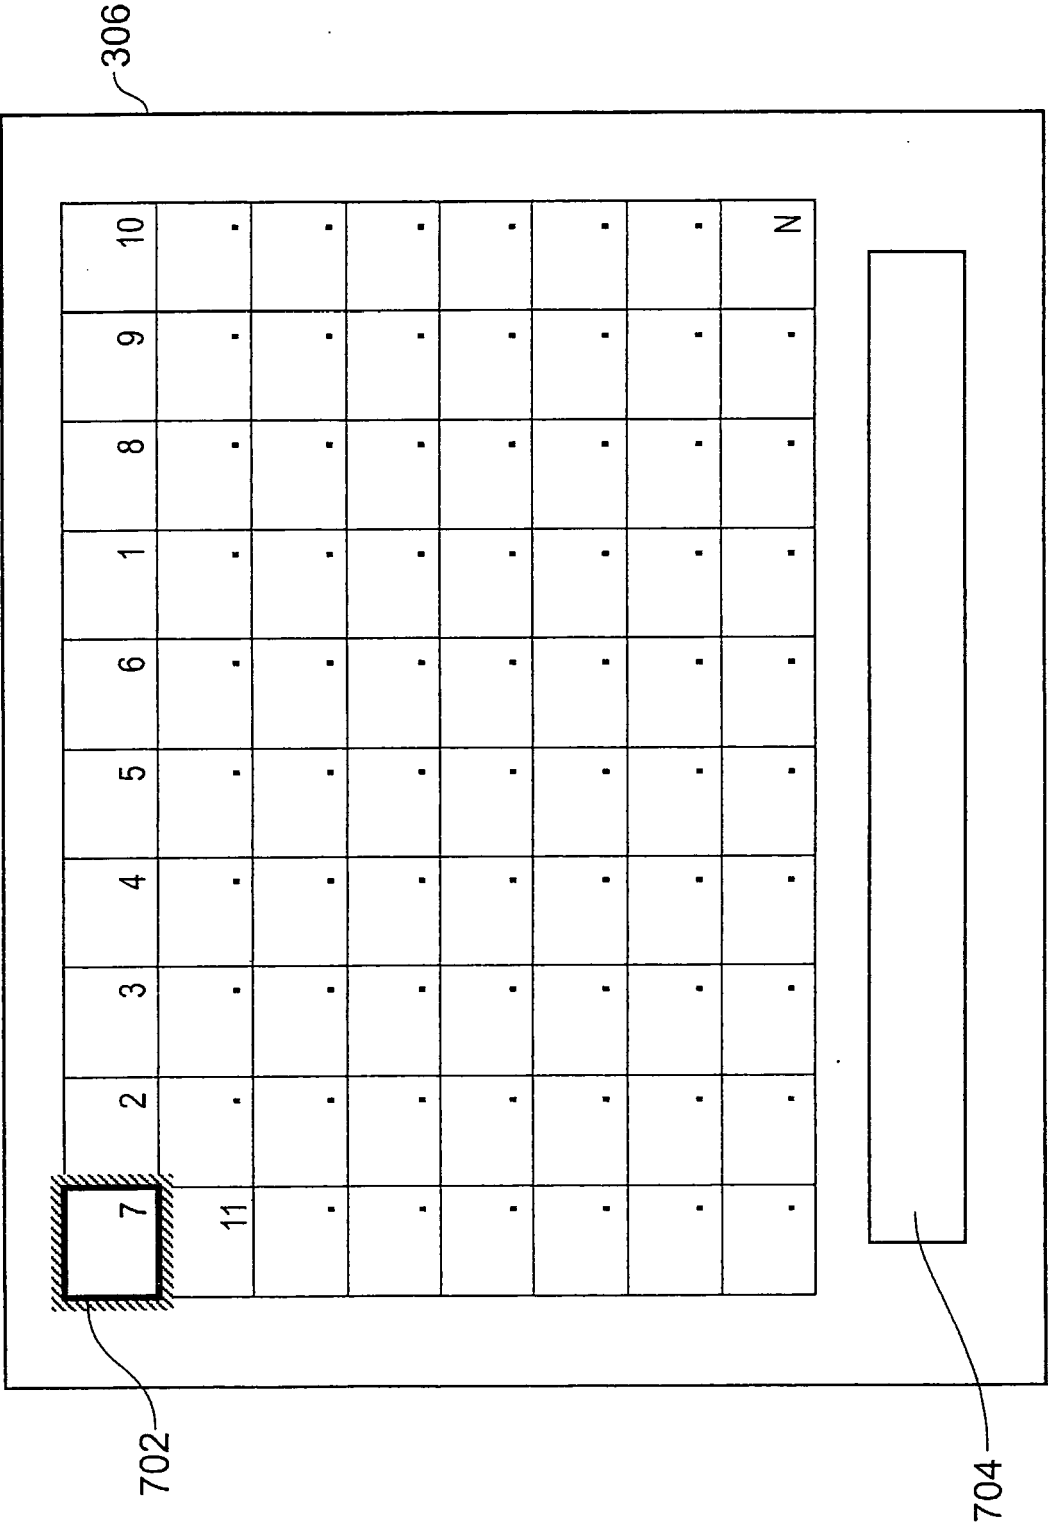 306
702
7 2 3 4 5 6 1 8 9 10
11 . . . . . . . . .
. . . . . . . . . .
. . . . . . . . . .
. . . . . . . . . .
. . . . . . . . . .
. . . . . . . . . .
. . . . . . . . . N
704